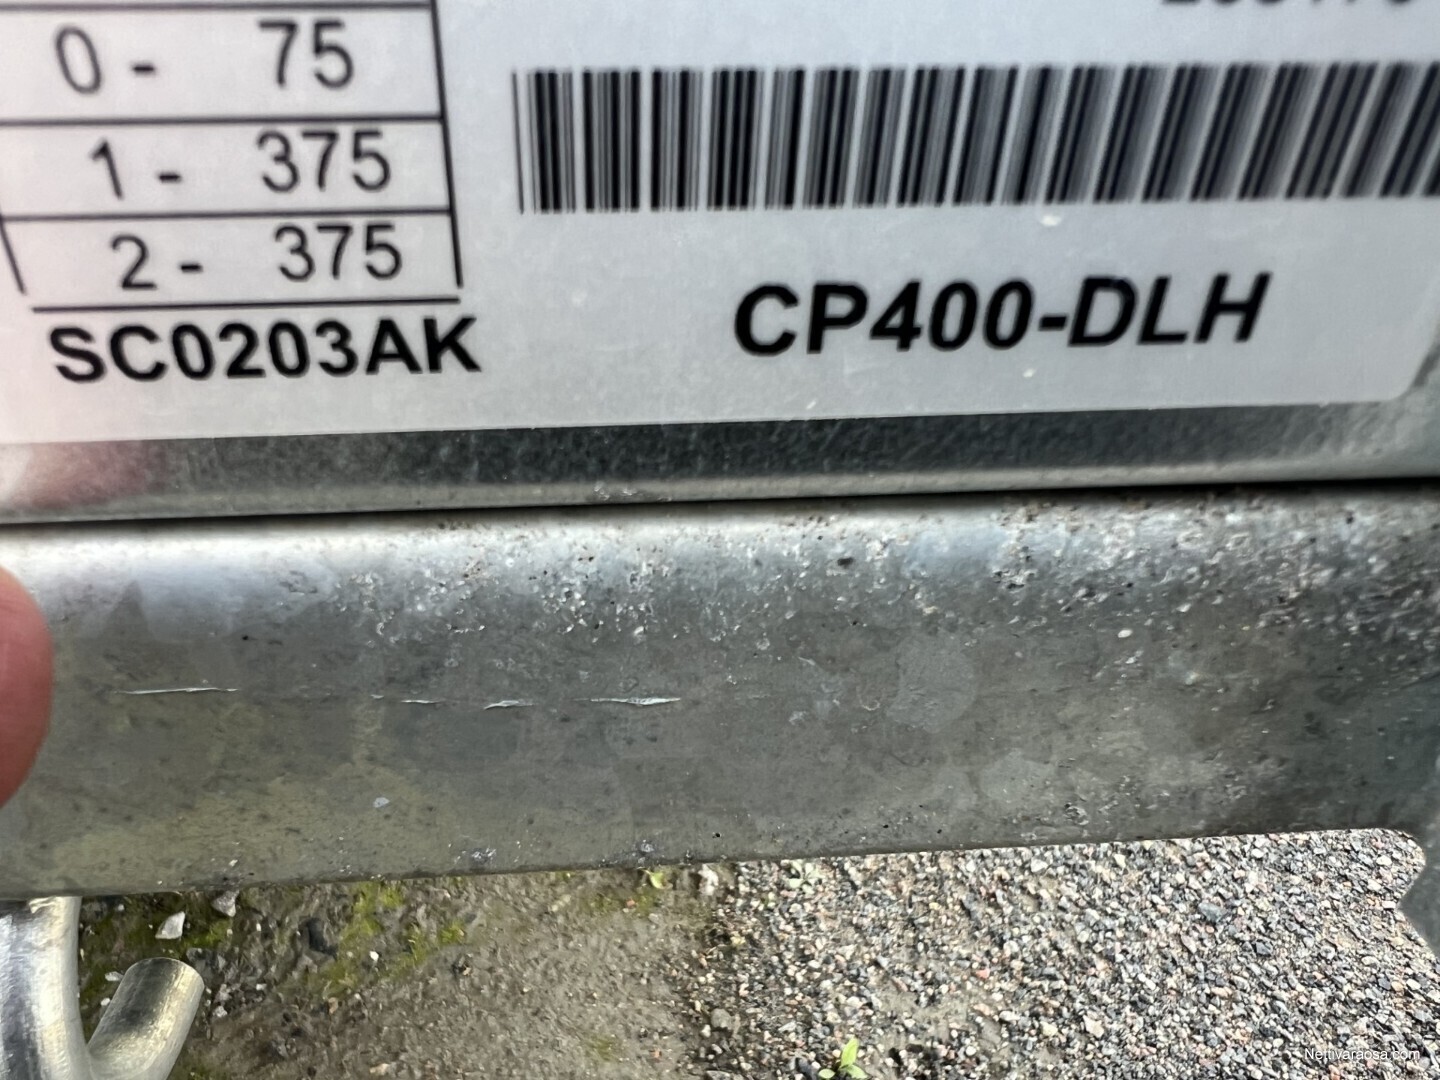 0 - 75
1 - 375
2 - 375
SC0203AK
CP400-DLH
Nettivaraosa.com